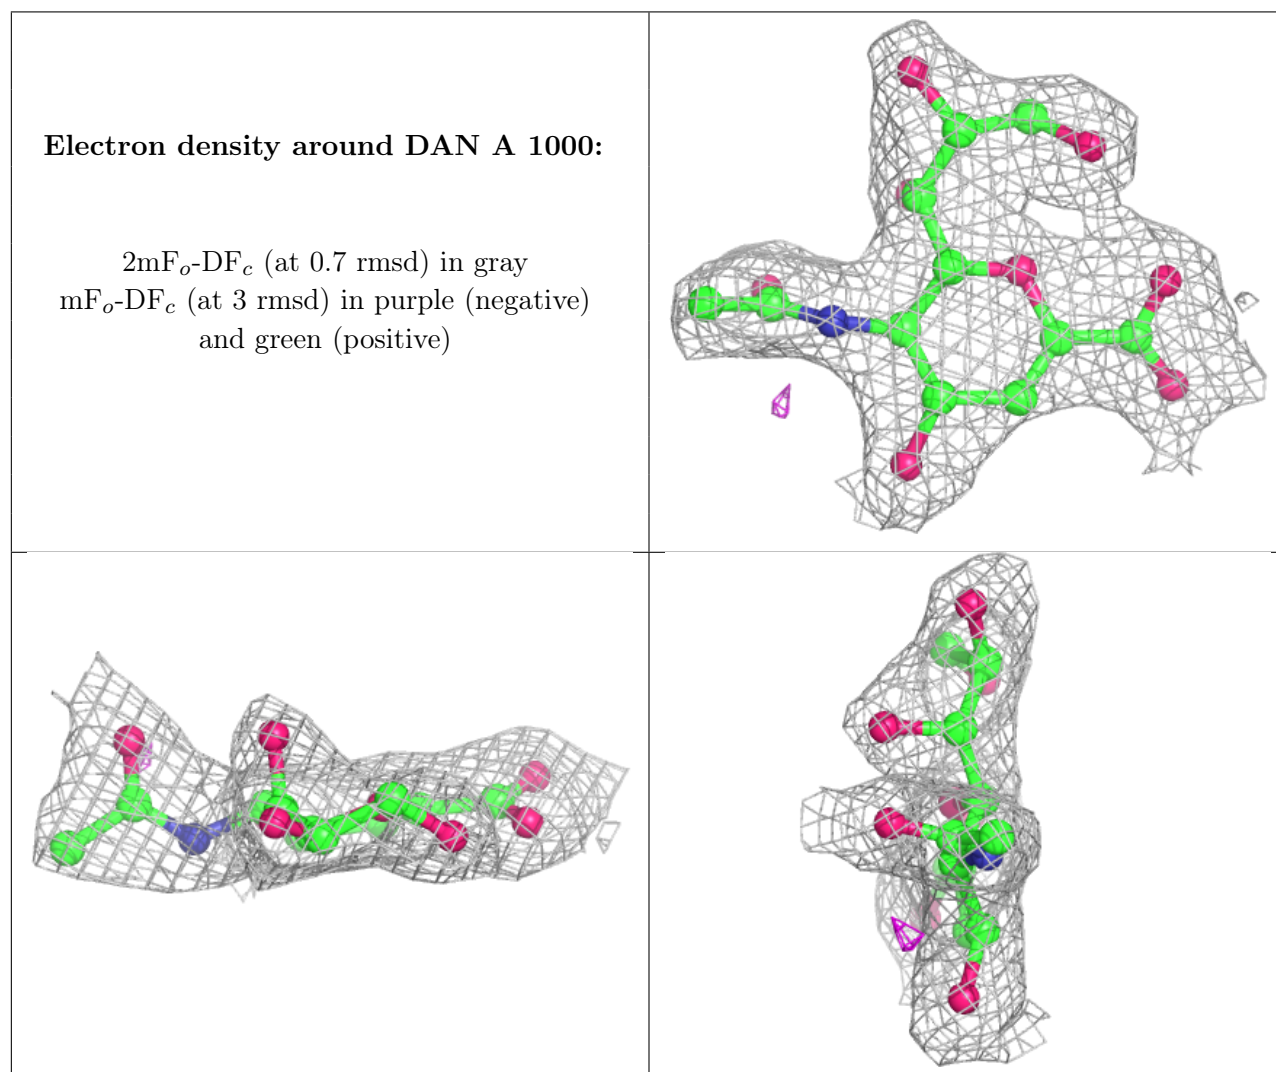 Electron density around DAN A 1000:
2mFo-DFc (at 0.7 rmsd) in gray
mFo-DFc (at 3 rmsd) in purple (negative)
and green (positive)